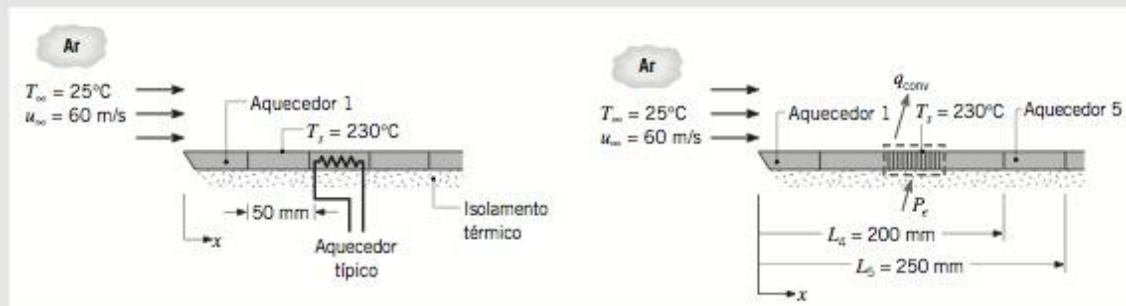 Ar
T∞ = 25°C
u∞ = 60 m/s
Aquecedor 1
Ts = 230°C
50 mm
x
Aquecedor
típico
Isolamento
térmico
Ar
T∞ = 25°C
u∞ = 60 m/s
qconv
Aquecedor 1
Ts = 230°C
Aquecedor 5
Pe
L4 = 200 mm
L5 = 250 mm
x